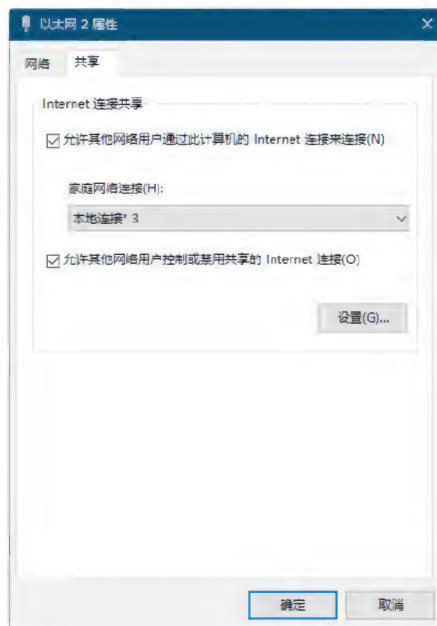 以太网 2 属性
网络 共享
Internet 连接共享
允许其他网络用户通过此计算机的 Internet 连接来连接(N)
家庭网络连接(H):
本地连接* 3
允许其他网络用户控制或禁用共享的 Internet 连接(O)
设置(G)...
确定 取消